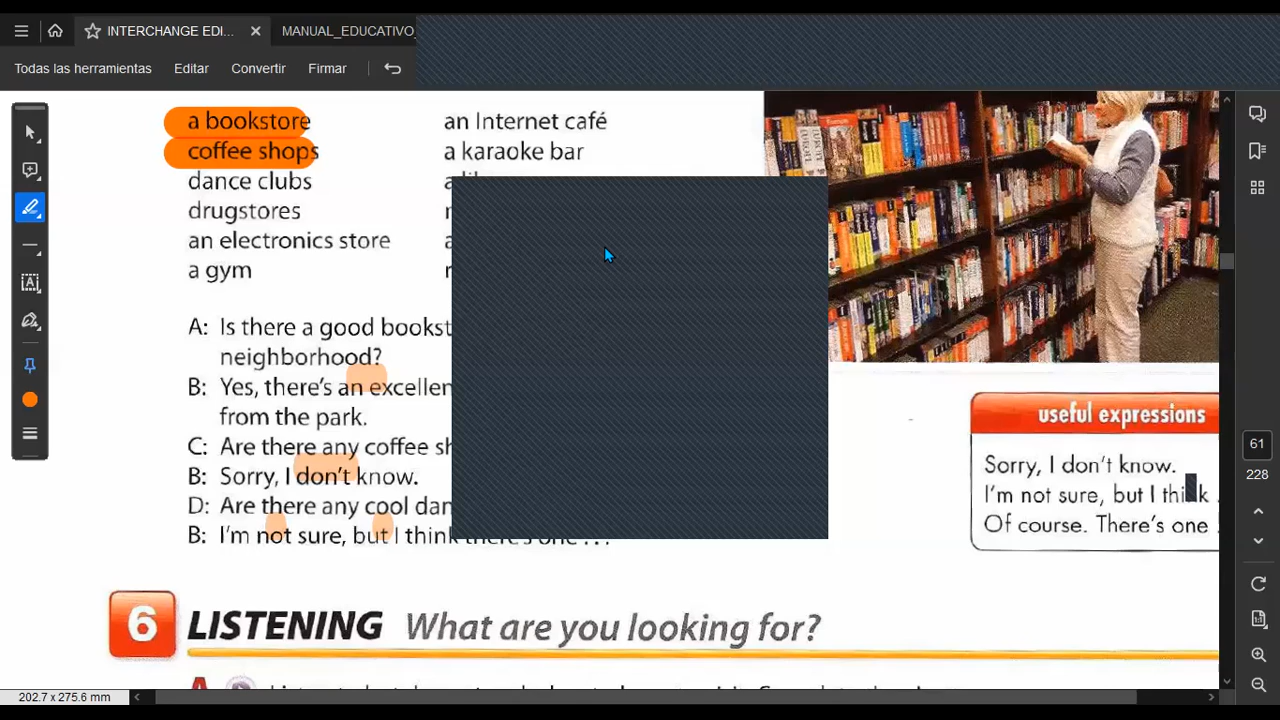 INTERCHANGE EDI...
MANUAL_EDUCATIVO_
Todas las herramientas
Editar
Convertir
Firmar
a bookstore
an Internet café
coffee shops
a karaoke bar
dance clubs
drugstores
an electronics store
a gym
A: Is there a good bookst
neighborhood?
B: Yes, there's an excellen
from the park.
C: Are there any coffee sh
B: Sorry, I don't know.
D: Are there any cool dan
B: I'm not sure, but I think there's one . . .
useful expressions
Sorry, I don't know.
I'm not sure, but I think .
Of course. There's one .
6 LISTENING What are you looking for?
A
61
228
202.7 x 275.6 mm